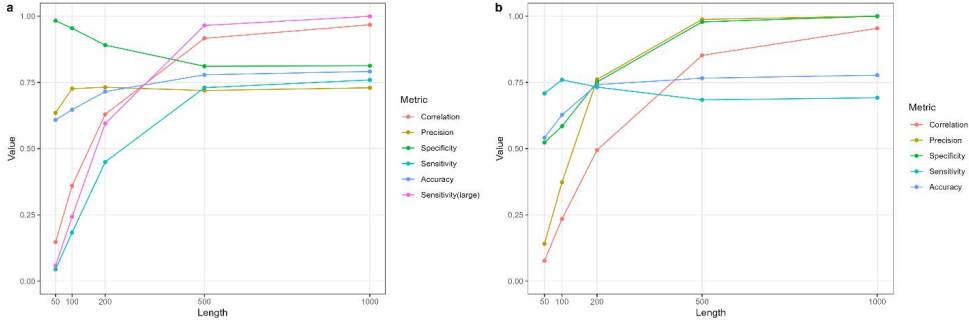 a
1.00
0.75
0.50
0.25
0.00
Value
50 100 200 500 1000
Length
Metric
Correlation
Precision
Specificity
Sensitivity
Accuracy
Sensitivity(large)
b
1.00
0.75
0.50
0.25
0.00
Value
50 100 200 500 1000
Length
Metric
Correlation
Precision
Specificity
Sensitivity
Accuracy